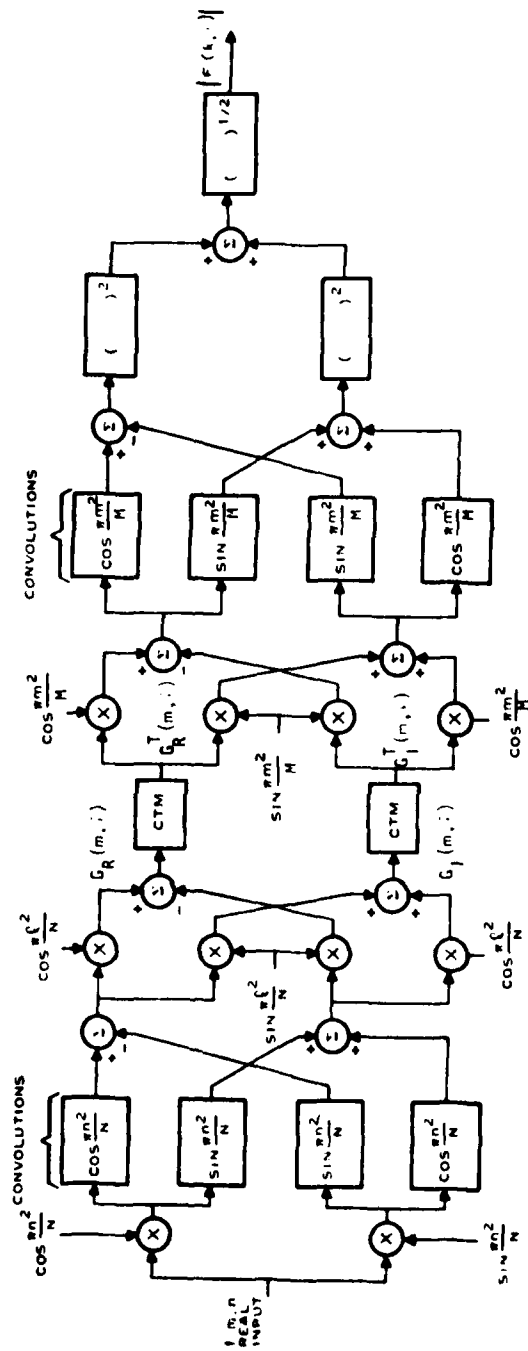 f m, n
REAL
INPUT
COS πn²/N
SIN πn²/N
CONVOLUTIONS
COS πn²/N
SIN πn²/N
SIN πn²/N
COS πn²/N
X
X
Σ
+
-
Σ
+
+
COS πℓ²/N
SIN πℓ²/N
COS πℓ²/N
X
X
X
X
Σ
+
-
Σ
+
+
G_R (m, i)
G_I (m, i)
CTM
CTM
G_R^T (m, i)
G_I^T (m, i)
COS πm²/M
SIN πm²/M
COS πm²/M
X
X
X
X
Σ
+
-
Σ
+
+
CONVOLUTIONS
COS πm²/M
SIN πm²/M
SIN πm²/M
COS πm²/M
Σ
+
-
Σ
+
+
( )²
( )²
Σ
+
+
( )^1/2
|F(k, i)|